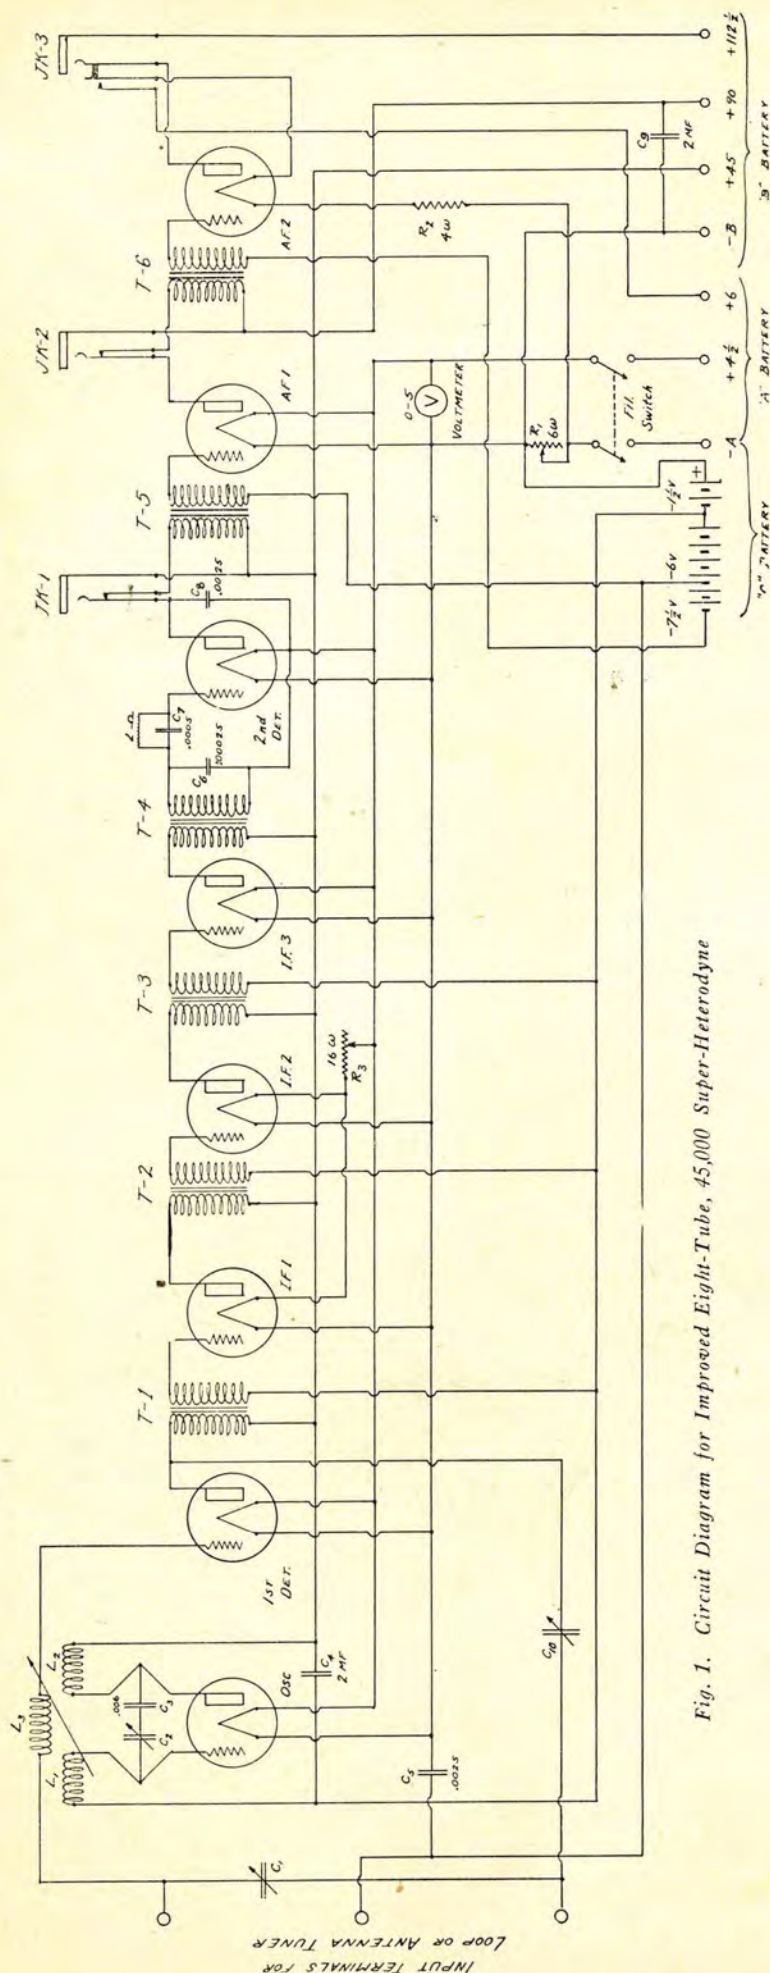 JK-3
JK-2
JK-1
T-6
T-5
T-4
T-3
T-2
T-1
AF.2
AF.1
2nd
DET.
I.F.3
I.F.2
I.F.1
1ST
DET.
OSC
L1
L2
L3
C1
C2
C3
.006
C4
2 MF
C5
.0025
C6
.00025
C7
.0005
C8
.0025
C9
2 MF
C10
R1
6ω
R2
4ω
R3
16 ω
0-5
V
VOLTMETER
Fil.
Switch
+112½
+90
+45
-B
+6
+4½
-A
"B" BATTERY
"A" BATTERY
"C" BATTERY
+
-1½V
-6V
-7½V
INPUT TERMINALS FOR
LOOP OR ANTENNA TUNER
Fig. 1. Circuit Diagram for Improved Eight-Tube, 45,000 Super-Heterodyne